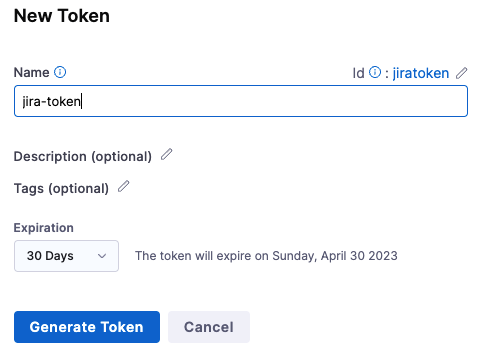 New Token
Name Id : jiratoken
jira-token
Description (optional)
Tags (optional)
Expiration
30 Days The token will expire on Sunday, April 30 2023
Generate Token Cancel